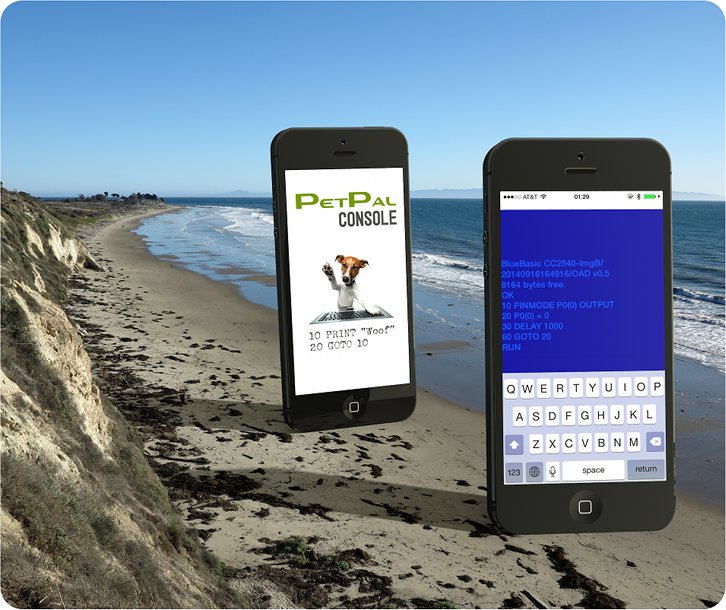 PETPAL
CONSOLE
10 PRINT "Woof"
20 GOTO 10
AT&T
01:29
BlueBasic CC2540-ImgB/
20140916164918/OAD v0.5
8164 bytes free.
OK
10 PINMODE P0(0) OUTPUT
20 P0(0) = 0
30 DELAY 1000
60 GOTO 20
RUN
Q W E R T Y U I O P
A S D F G H J K L
Z X C V B N M
123 space return